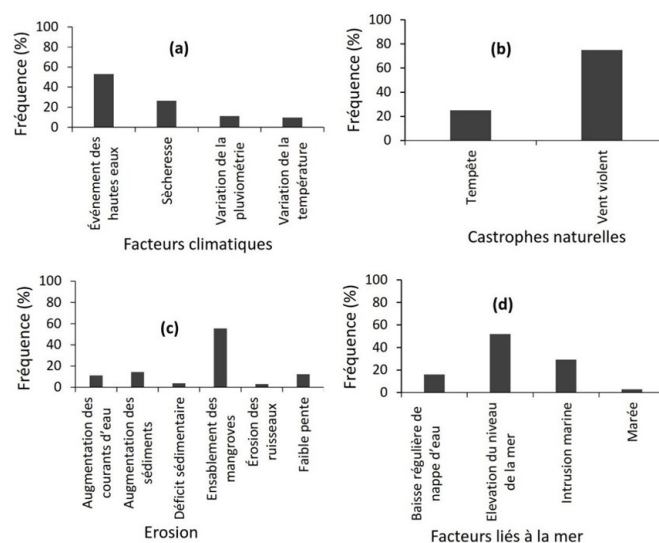 (a)
Fréquence (%)
100
80
60
40
20
0
Événement des
hautes eaux
Sècheresse
Variation de la
pluviométrie
Variation de la
température
Facteurs climatiques
(b)
Fréquence (%)
100
80
60
40
20
0
Tempête
Vent violent
Castrophes naturelles
(c)
Fréquence (%)
100
80
60
40
20
0
Augmentation des
courants d'eau
Augmentation des
sédiments
Déficit sédimentaire
Ensablement des
mangroves
Érosion des
ruisseaux
Faible pente
Erosion
(d)
Fréquence (%)
100
80
60
40
20
0
Baisse régulière de
nappe d'eau
Elevation du niveau
de la mer
Intrusion marine
Marée
Facteurs liés à la mer